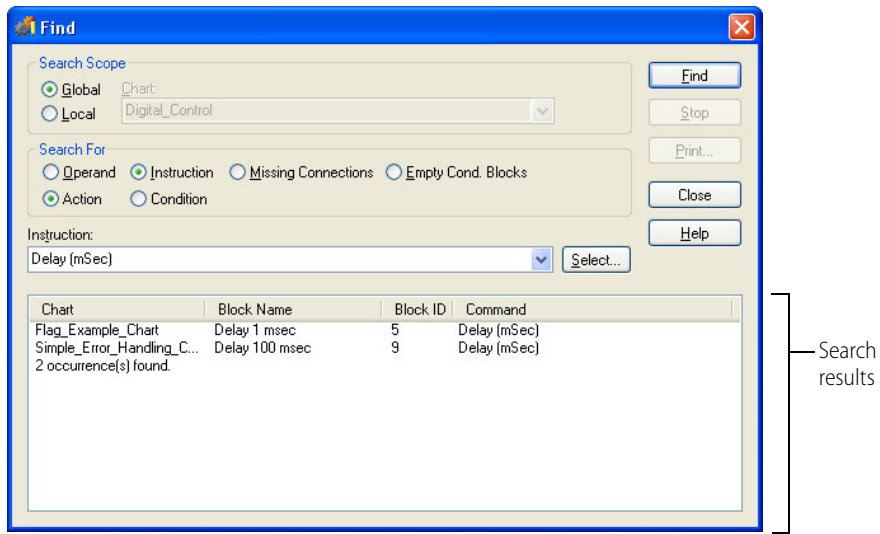 Find
Search Scope
Global
Chart:
Local
Digital_Control
Find
Stop
Print...
Close
Help
Search For
Operand
Instruction
Missing Connections
Empty Cond. Blocks
Action
Condition
Instruction:
Delay (mSec)
Select...
Chart Block Name Block ID Command
Flag_Example_Chart Delay 1 msec 5 Delay (mSec)
Simple_Error_Handling_C... Delay 100 msec 9 Delay (mSec)
2 occurrence(s) found.
Search
results